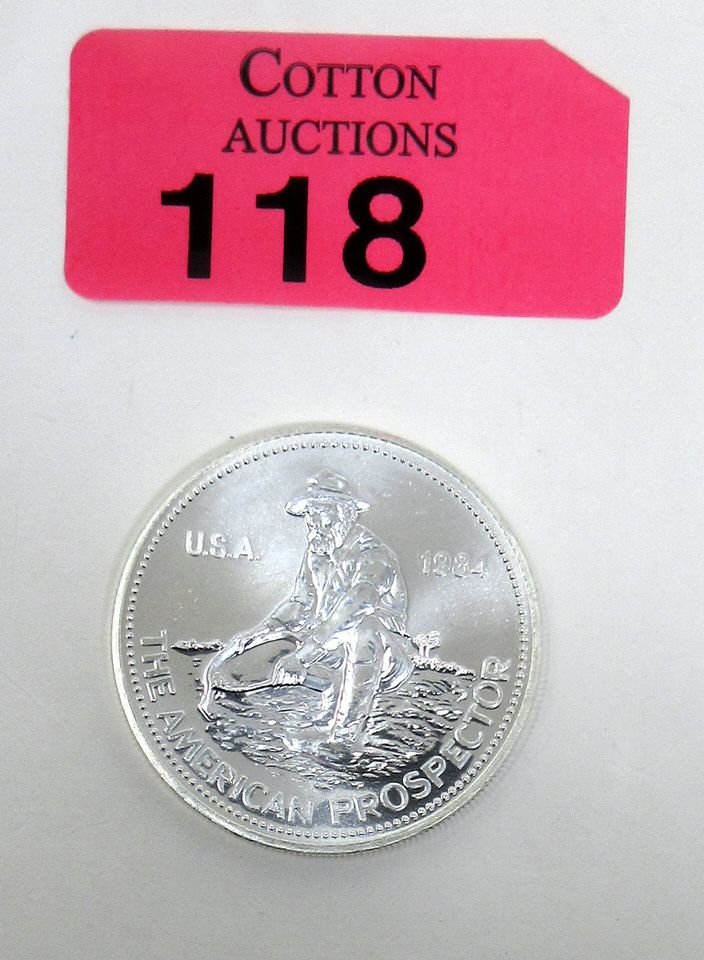 COTTON
AUCTIONS
118
U.S.A. 1984
THE AMERICAN PROSPECTOR